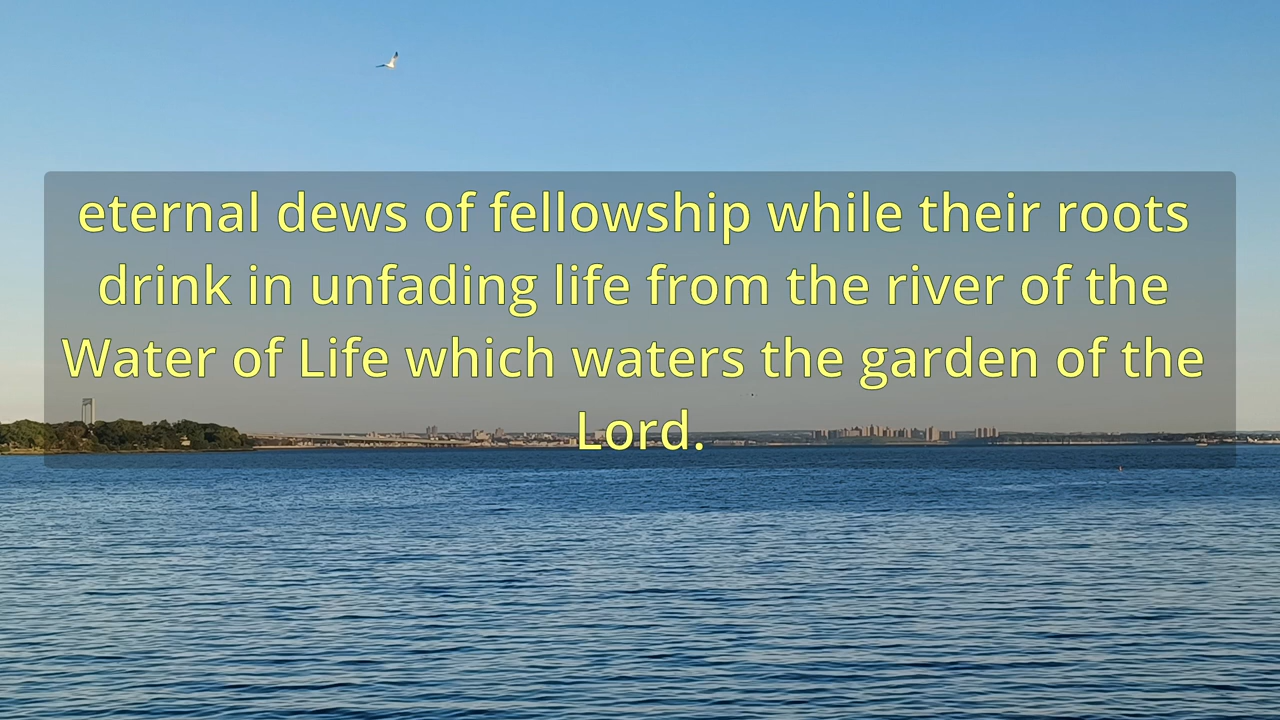 eternal dews of fellowship while their roots
drink in unfading life from the river of the
Water of Life which waters the garden of the
Lord.